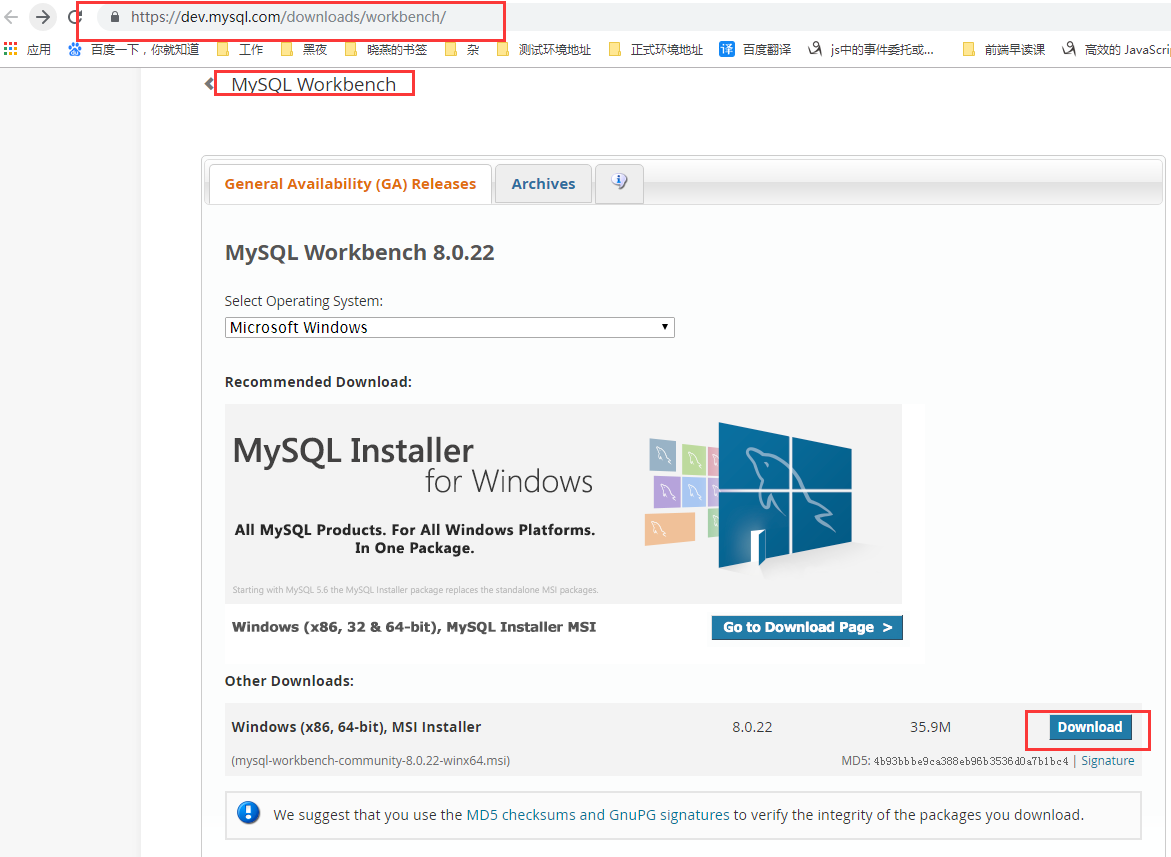 https://dev.mysql.com/downloads/workbench/
应用 百度一下，你就知道 工作 黑夜 晓燕的书签 杂 测试环境地址 正式环境地址 译 百度翻译 js中的事件委托或... 前端早读课 高效的 JavaScri
MySQL Workbench
General Availability (GA) Releases Archives
MySQL Workbench 8.0.22
Select Operating System:
Microsoft Windows
Recommended Download:
MySQL Installer
for Windows
All MySQL Products. For All Windows Platforms.
In One Package.
Starting with MySQL 5.6 the MySQL Installer package replaces the standalone MSI packages.
Windows (x86, 32 & 64-bit), MySQL Installer MSI Go to Download Page >
Other Downloads:
Windows (x86, 64-bit), MSI Installer 8.0.22 35.9M Download
(mysql-workbench-community-8.0.22-winx64.msi) MD5: 4b93bbbe9ca388eb96b3536d0a7b1bc4 | Signature
We suggest that you use the MD5 checksums and GnuPG signatures to verify the integrity of the packages you download.